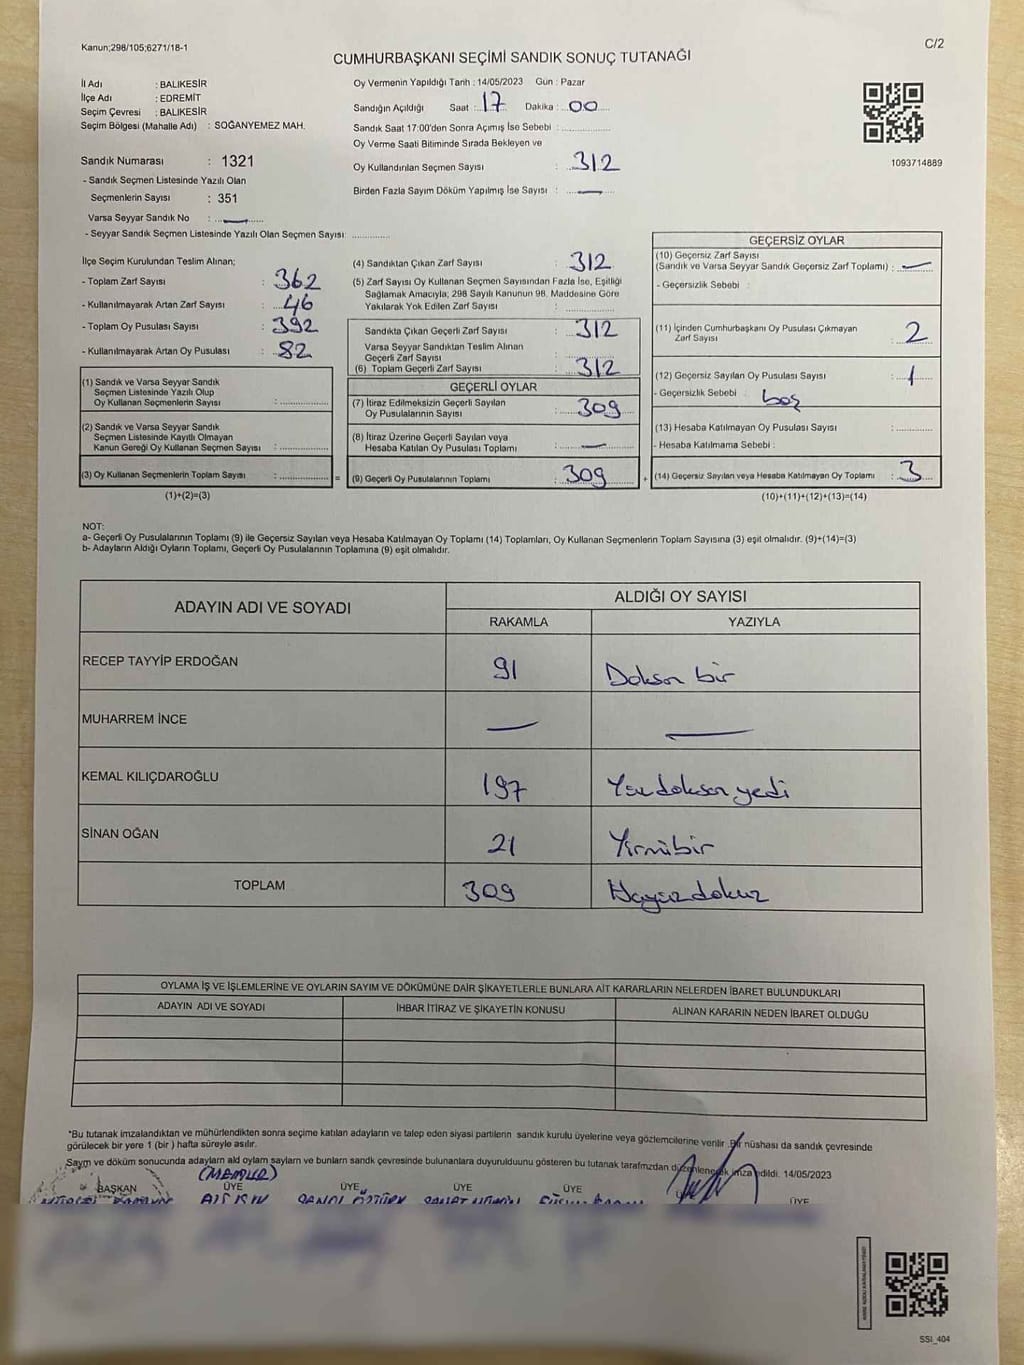 Kanun;298/105;6271/18-1
C/2
CUMHURBAŞKANI SEÇİMİ SANDIK SONUÇ TUTANAĞI
İl Adı : BALIKESİR
İlçe Adı : EDREMİT
Seçim Çevresi : BALIKESİR
Seçim Bölgesi (Mahalle Adı) : SOĞANYEMEZ MAH.
Oy Vermenin Yapıldığı Tarih : 14/05/2023 Gün : Pazar
Sandığın Açıldığı Saat : 17 Dakika : 00
Sandık Saat 17:00'den Sonra Açımış İse Sebebi :
Oy Verme Saati Bitiminde Sırada Bekleyen ve
Oy Kullandırılan Seçmen Sayısı : 312
Birden Fazla Sayım Döküm Yapılmış İse Sayısı : —
1093714889
Sandık Numarası : 1321
- Sandık Seçmen Listesinde Yazılı Olan
Seçmenlerin Sayısı : 351
Varsa Seyyar Sandık No : —
- Seyyar Sandık Seçmen Listesinde Yazılı Olan Seçmen Sayısı:
İlçe Seçim Kurulundan Teslim Alınan;
- Toplam Zarf Sayısı : 362
- Kullanılmayarak Artan Zarf Sayısı : 46
- Toplam Oy Pusulası Sayısı : 392
- Kullanılmayarak Artan Oy Pusulası : 82
(1) Sandık ve Varsa Seyyar Sandık
Seçmen Listesinde Yazılı Olup
Oy Kullanan Seçmenlerin Sayısı :
(2) Sandık ve Varsa Seyyar Sandık
Seçmen Listesinde Kayıtlı Olmayan
Kanun Gereği Oy Kullanan Seçmen Sayısı :
(3) Oy Kullanan Seçmenlerin Toplam Sayısı :
(1)+(2)=(3)
(4) Sandıktan Çıkan Zarf Sayısı : 312
(5) Zarf Sayısı Oy Kullanan Seçmen Sayısından Fazla İse, Eşitliği
Sağlamak Amacıyla; 298 Sayılı Kanunun 98. Maddesine Göre
Yakılarak Yok Edilen Zarf Sayısı :
Sandıkta Çıkan Geçerli Zarf Sayısı : 312
Varsa Seyyar Sandıktan Teslim Alınan
Geçerli Zarf Sayısı :
(6) Toplam Geçerli Zarf Sayısı : 312
GEÇERLİ OYLAR
(7) İtiraz Edilmeksizin Geçerli Sayılan
Oy Pusulalarının Sayısı : 309
(8) İtiraz Üzerine Geçerli Sayılan veya
Hesaba Katılan Oy Pusulası Toplamı : —
= (9) Geçerli Oy Pusulalarının Toplamı : 309 +
GEÇERSİZ OYLAR
(10) Geçersiz Zarf Sayısı
(Sandık ve Varsa Seyyar Sandık Geçersiz Zarf Toplamı) : —
- Geçersizlik Sebebi :
(11) İçinden Cumhurbaşkanı Oy Pusulası Çıkmayan
Zarf Sayısı : 2
(12) Geçersiz Sayılan Oy Pusulası Sayısı : 1
- Geçersizlik Sebebi : boş
(13) Hesaba Katılmayan Oy Pusulası Sayısı :
- Hesaba Katılmama Sebebi :
(14) Geçersiz Sayılan veya Hesaba Katılmayan Oy Toplamı : 3
(10)+(11)+(12)+(13)=(14)
NOT:
a- Geçerli Oy Pusulalarının Toplamı (9) ile Geçersiz Sayılan veya Hesaba Katılmayan Oy Toplamı (14) Toplamları, Oy Kullanan Seçmenlerin Toplam Sayısına (3) eşit olmalıdır. (9)+(14)=(3)
b- Adayların Aldığı Oyların Toplamı, Geçerli Oy Pusulalarının Toplamına (9) eşit olmalıdır.
ADAYIN ADI VE SOYADI
ALDIĞI OY SAYISI
RAKAMLA YAZIYLA
RECEP TAYYİP ERDOĞAN 91 Doksan bir
MUHARREM İNCE — —
KEMAL KILIÇDAROĞLU 197 Yüzdoksan yedi
SİNAN OĞAN 21 Yirmibir
TOPLAM 309 Üçyüzdokuz
OYLAMA İŞ VE İŞLEMLERİNE VE OYLARIN SAYIM VE DÖKÜMÜNE DAİR ŞİKAYETLERLE BUNLARA AİT KARARLARIN NELERDEN İBARET BULUNDUKLARI
ADAYIN ADI VE SOYADI İHBAR İTİRAZ VE ŞİKAYETİN KONUSU ALINAN KARARIN NEDEN İBARET OLDUĞU
*Bu tutanak imzalandıktan ve mühürlendikten sonra seçime katılan adayların ve talep eden siyasi partilerin sandık kurulu üyelerine veya gözlemcilerine verilir. Bir nüshası da sandık çevresinde
görülecek bir yere 1 (bir ) hafta süreyle asılır.
Sayım ve döküm sonucunda adayların ald oylam saylarn ve bunların sandk çevresinde bulunanlara duyurulduunu gösteren bu tutanak tarafmzdan düzenlenerek imza edildi. 14/05/2023
(MEMUR)
BAŞKAN ÜYE ÜYE ÜYE ÜYE ÜYE
SSI_404